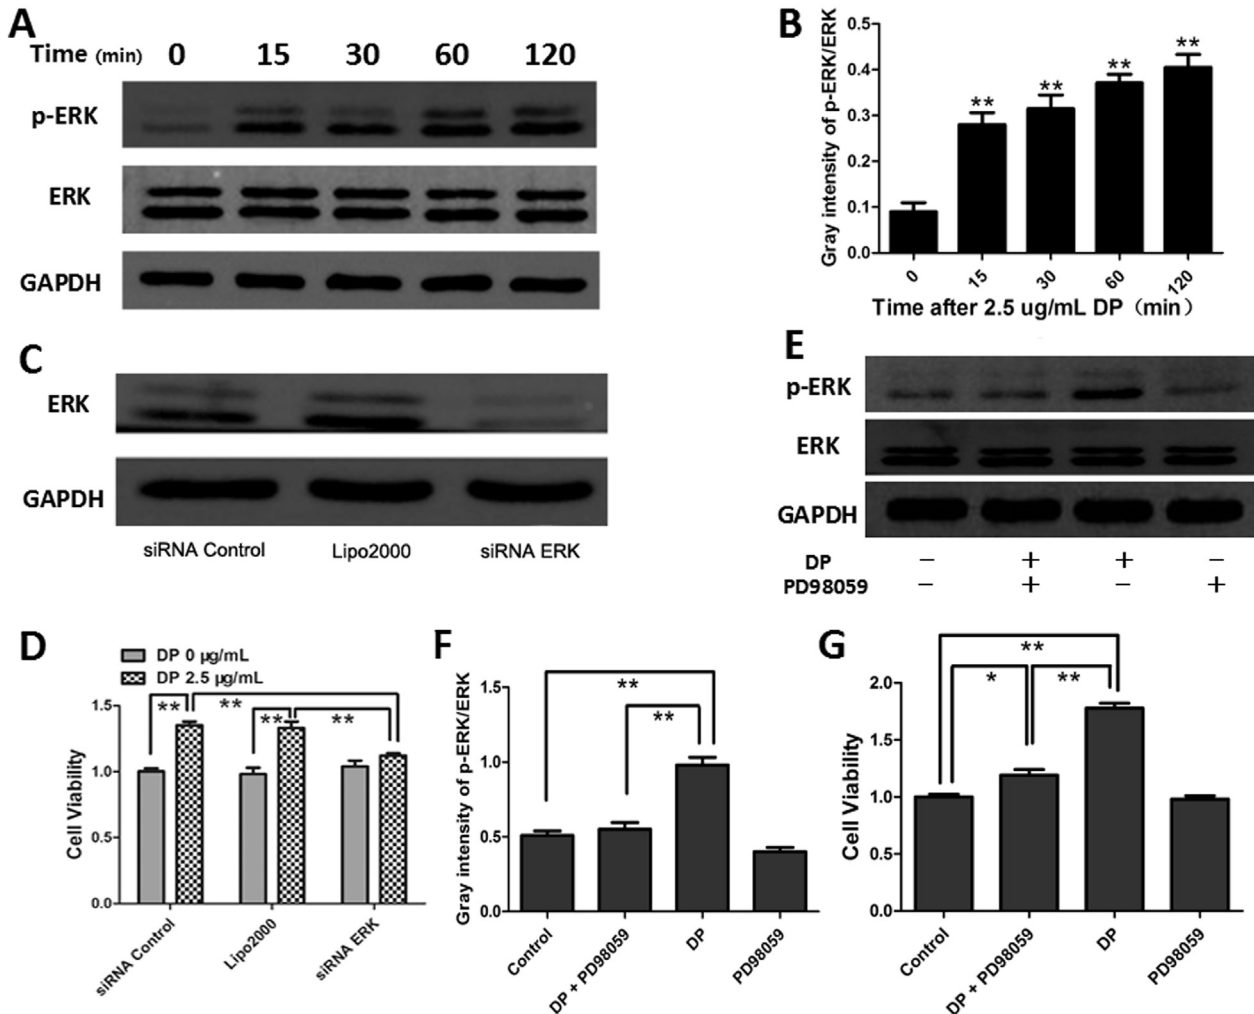 A
Time (min) 0 15 30 60 120
p-ERK
ERK
GAPDH
B
Gray intensity of p-ERK/ERK
0.5
0.4
0.3
0.2
0.1
0.0
** ** ** **
0 15 30 60 120
Time after 2.5 ug/mL DP（min）
C
ERK
GAPDH
siRNA Control Lipo2000 siRNA ERK
E
p-ERK
ERK
GAPDH
DP − + + −
PD98059 − + − +
D
DP 0 µg/mL
DP 2.5 µg/mL
Cell Viability
1.5
1.0
0.5
0.0
** ** ** **
siRNA Control Lipo2000 siRNA ERK
F
Gray intensity of p-ERK/ERK
1.5
1.0
0.5
0.0
**
**
Control DP + PD98059 DP PD98059
G
Cell Viability
2.0
1.5
1.0
0.5
0.0
**
* **
Control DP + PD98059 DP PD98059